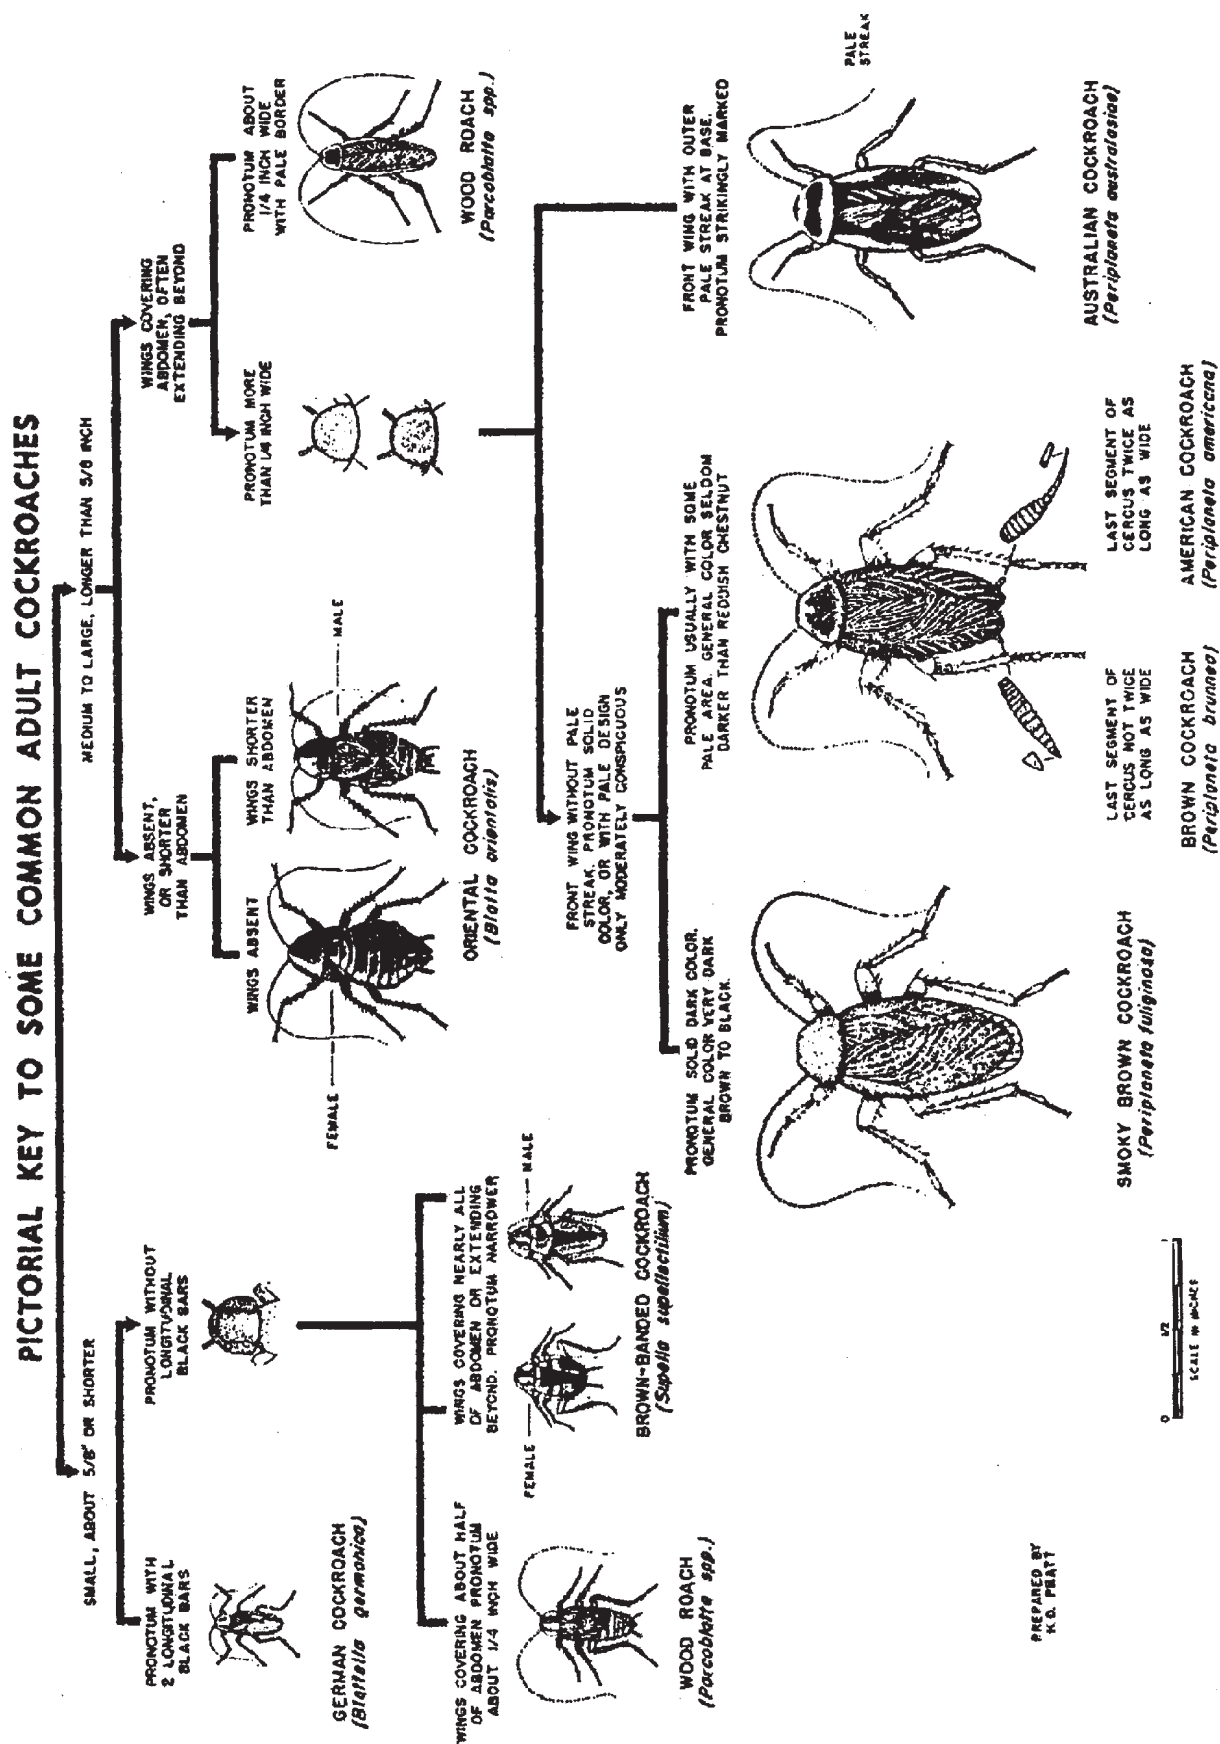 PICTORIAL KEY TO SOME COMMON ADULT COCKROACHES
SMALL, ABOUT 5/8" OR SHORTER
MEDIUM TO LARGE, LONGER THAN 5/8 INCH
PRONOTUM WITH
2 LONGITUDINAL
BLACK BARS
PRONOTUM WITHOUT
LONGITUDINAL
BLACK BARS
WINGS ABSENT,
OR SHORTER
THAN ABDOMEN
WINGS COVERING
ABDOMEN, OFTEN
EXTENDING BEYOND
WINGS ABSENT
WINGS SHORTER
THAN ABDOMEN
PRONOTUM MORE
THAN 1/4 INCH WIDE
PRONOTUM ABOUT
1/4 INCH WIDE
WITH PALE BORDER
FEMALE
MALE
GERMAN COCKROACH
(Blattella germanica)
ORIENTAL COCKROACH
(Blatta orientalis)
WOOD ROACH
(Parcoblatta spp.)
WINGS COVERING ABOUT HALF
OF ABDOMEN PRONOTUM
ABOUT 1/4 INCH WIDE
WINGS COVERING NEARLY ALL
OF ABDOMEN OR EXTENDING
BEYOND. PRONOTUM NARROWER
FEMALE
MALE
WOOD ROACH
(Parcoblatta spp.)
BROWN-BANDED COCKROACH
(Supella supellectilium)
FRONT WING WITHOUT PALE
STREAK. PRONOTUM SOLID
COLOR, OR WITH PALE DESIGN
ONLY MODERATELY CONSPICUOUS
FRONT WING WITH OUTER
PALE STREAK AT BASE.
PRONOTUM STRIKINGLY MARKED
PRONOTUM SOLID DARK COLOR.
GENERAL COLOR VERY DARK
BROWN TO BLACK.
PRONOTUM USUALLY WITH SOME
PALE AREA. GENERAL COLOR SELDOM
DARKER THAN REDDISH CHESTNUT
PALE
STREAK
LAST SEGMENT OF
CERCUS NOT TWICE
AS LONG AS WIDE
LAST SEGMENT OF
CERCUS TWICE AS
LONG AS WIDE
SMOKY BROWN COCKROACH
(Periplaneta fuliginosa)
BROWN COCKROACH
(Periplaneta brunnea)
AMERICAN COCKROACH
(Periplaneta americana)
AUSTRALIAN COCKROACH
(Periplaneta australasiae)
PREPARED BY
H.D. PRATT
0 1/2 1
SCALE IN INCHES